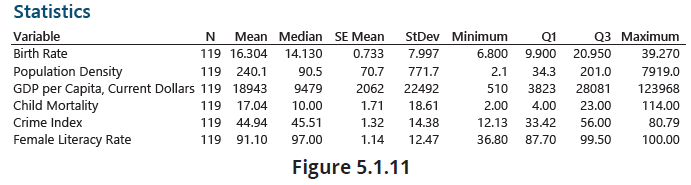 Statistics
Variable N Mean Median SE Mean StDev Minimum Q1 Q3 Maximum
Birth Rate 119 16.304 14.130 0.733 7.997 6.800 9.900 20.950 39.270
Population Density 119 240.1 90.5 70.7 771.7 2.1 34.3 201.0 7919.0
GDP per Capita, Current Dollars 119 18943 9479 2062 22492 510 3823 28081 123968
Child Mortality 119 17.04 10.00 1.71 18.61 2.00 4.00 23.00 114.00
Crime Index 119 44.94 45.51 1.32 14.38 12.13 33.42 56.00 80.79
Female Literacy Rate 119 91.10 97.00 1.14 12.47 36.80 87.70 99.50 100.00
Figure 5.1.11